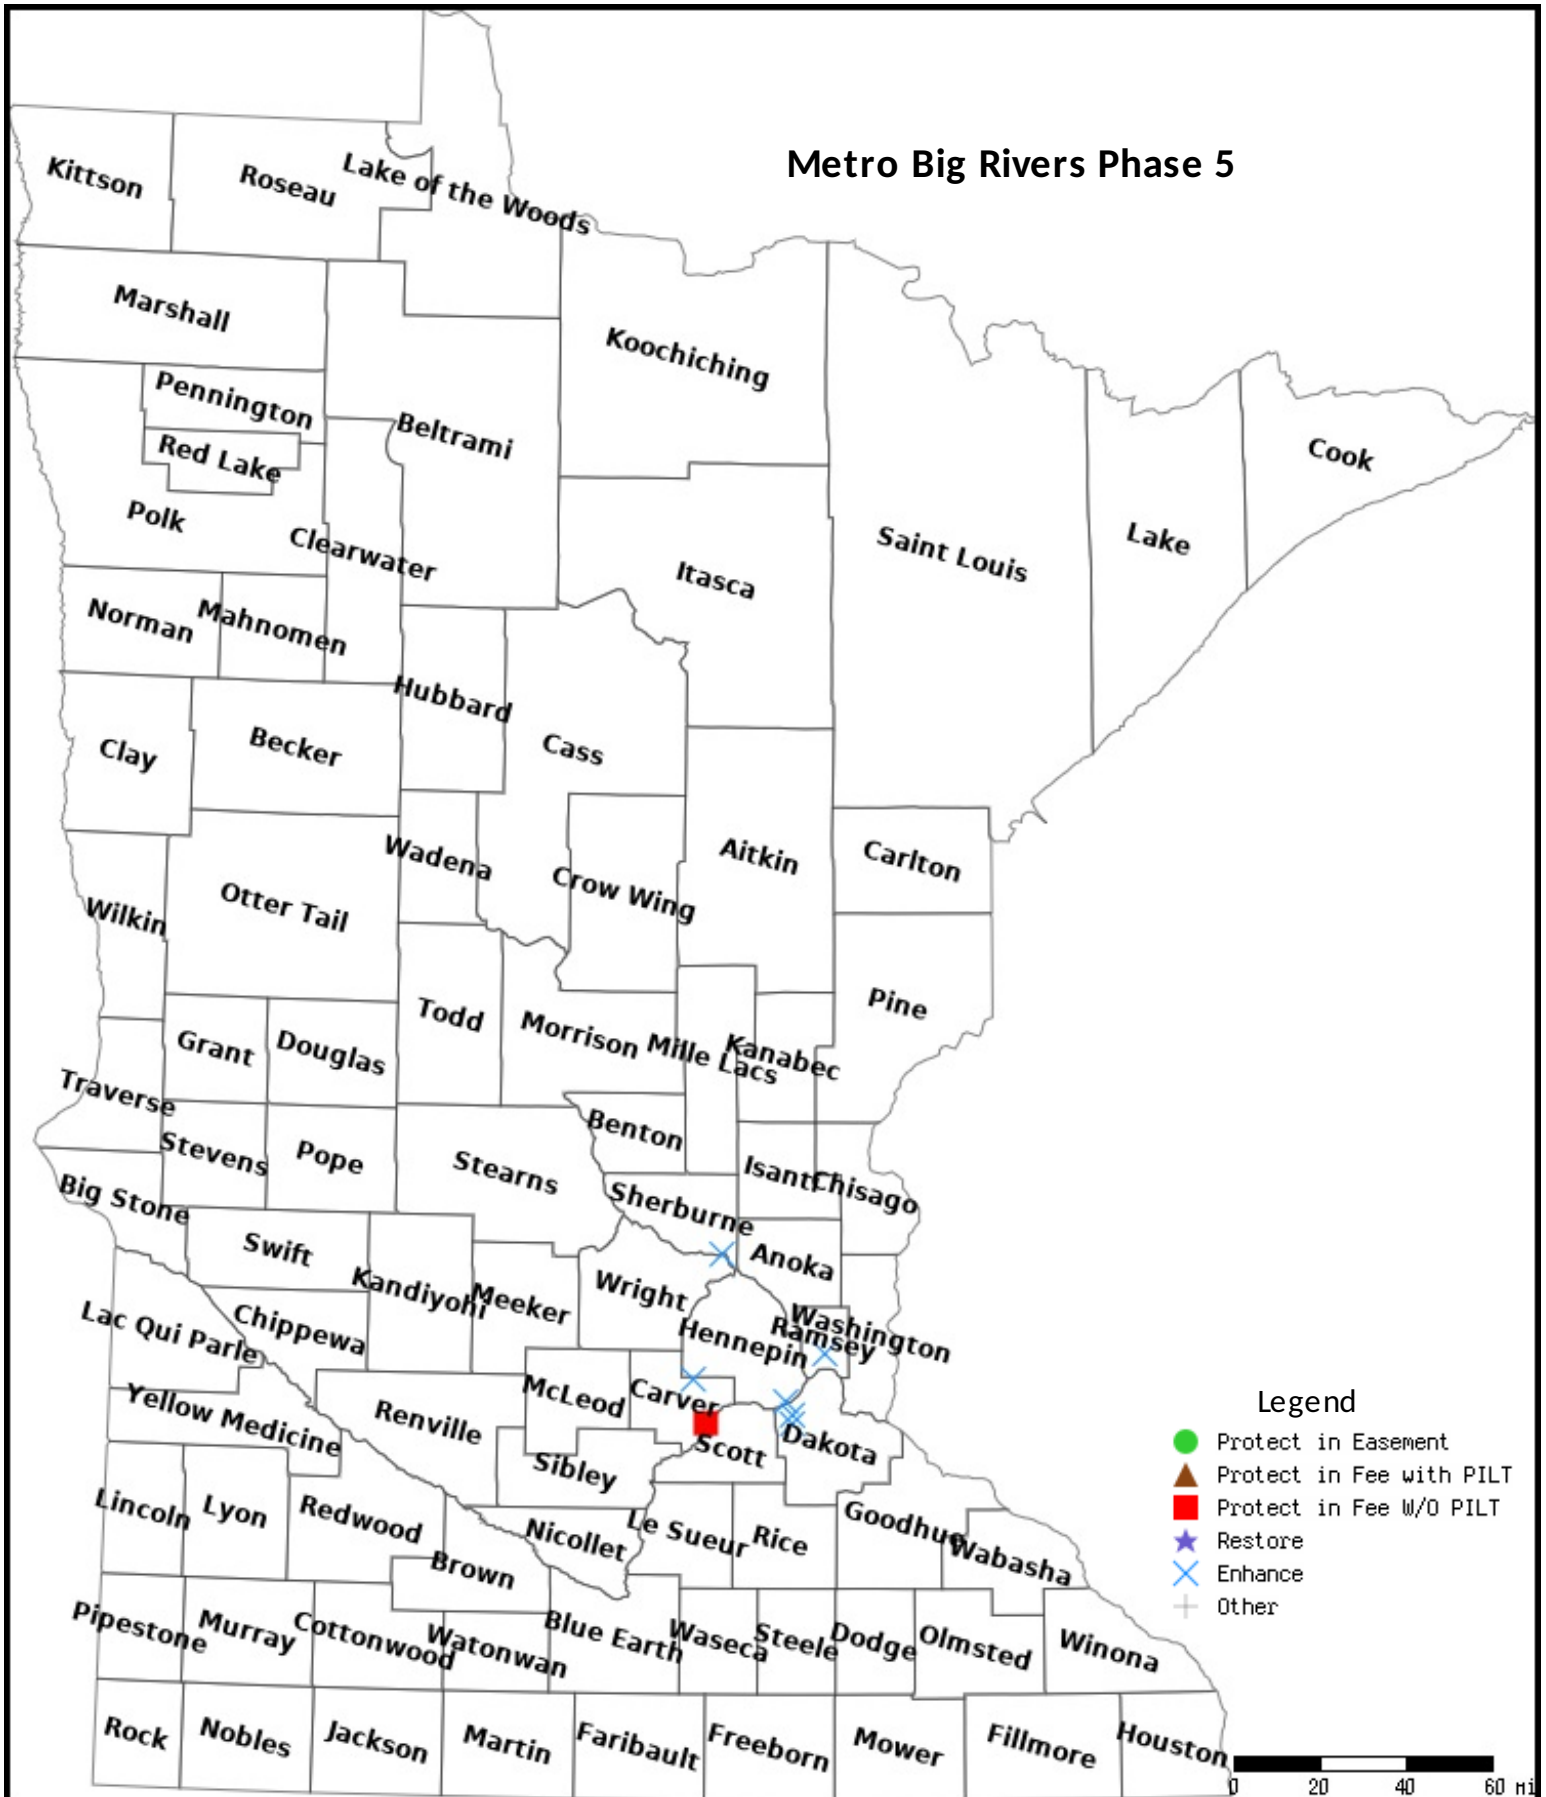 Metro Big Rivers Phase 5
Kittson
Roseau
Lake of the Woods
Marshall
Koochiching
Pennington
Beltrami
Red Lake
Cook
Polk
Clearwater
Saint Louis
Lake
Itasca
Norman
Mahnomen
Hubbard
Clay
Becker
Cass
Wadena
Aitkin
Carlton
Crow Wing
Otter Tail
Wilkin
Pine
Todd
Morrison
Mille Lacs
Kanabec
Grant
Douglas
Traverse
Benton
Stevens
Pope
Stearns
Isanti
Chisago
Big Stone
Sherburne
Swift
Anoka
Kandiyohi
Meeker
Wright
Washington
Ramsey
Hennepin
Lac Qui Parle
Chippewa
McLeod
Carver
Yellow Medicine
Renville
Dakota
Scott
Sibley
Legend
Protect in Easement
Protect in Fee with PILT
Protect in Fee W/O PILT
Restore
Enhance
Other
Lincoln
Lyon
Redwood
Nicollet
Le Sueur
Rice
Goodhue
Wabasha
Brown
Pipestone
Murray
Cottonwood
Watonwan
Blue Earth
Waseca
Steele
Dodge
Olmsted
Winona
Rock
Nobles
Jackson
Martin
Faribault
Freeborn
Mower
Fillmore
Houston
0 20 40 60 mi